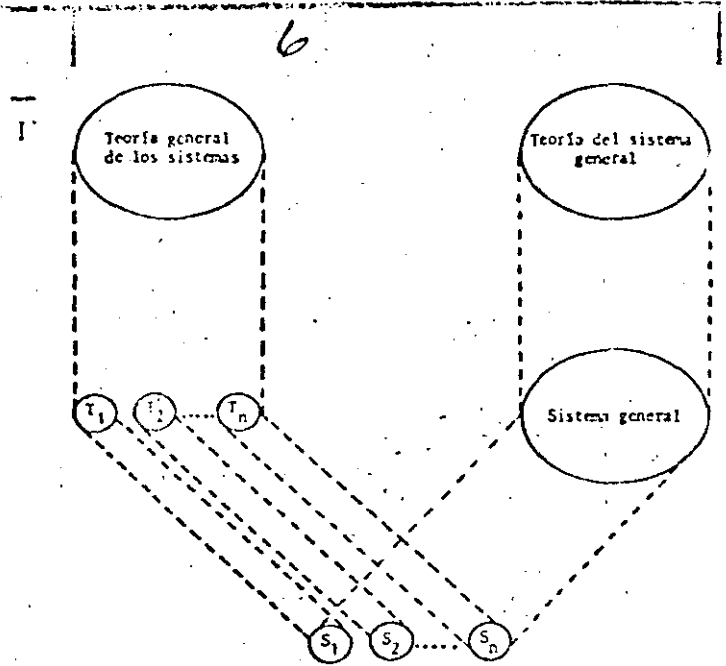 6
I
Teoría general
de los sistemas
Teoría del sistema
general
T1 T2 ..... Tn
Sistema general
S1 S2 ...... Sn